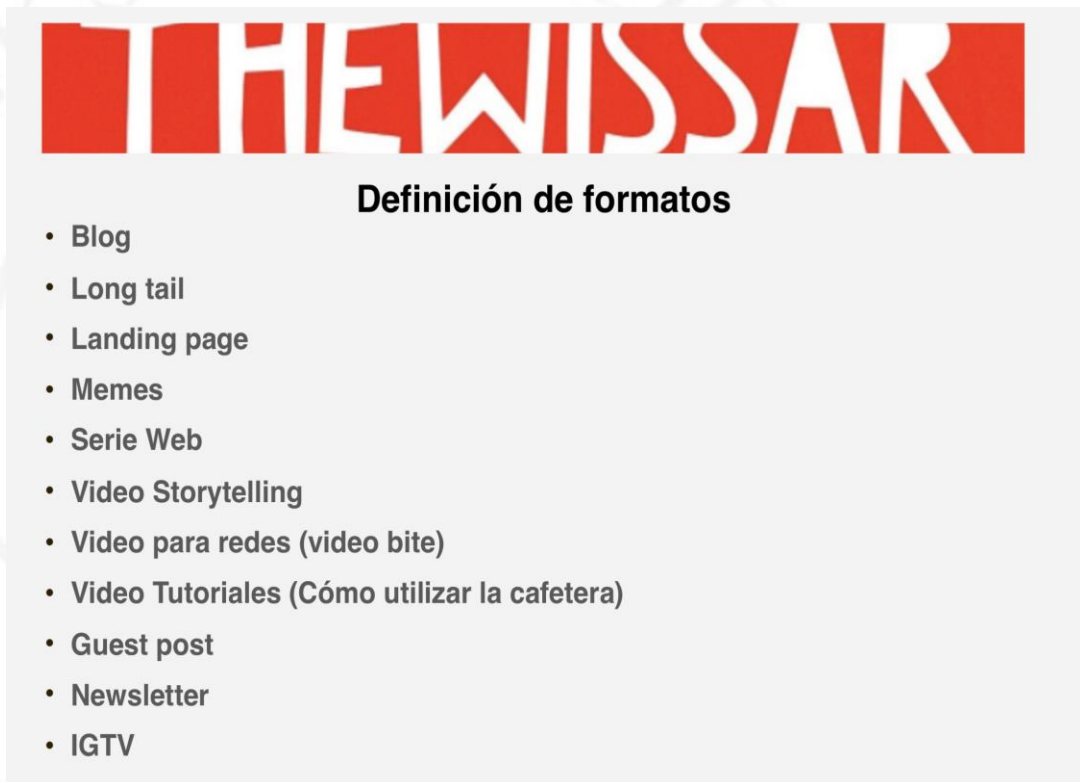 THEWISSAR
Definición de formatos
• Blog
• Long tail
• Landing page
• Memes
• Serie Web
• Video Storytelling
• Video para redes (video bite)
• Video Tutoriales (Cómo utilizar la cafetera)
• Guest post
• Newsletter
• IGTV